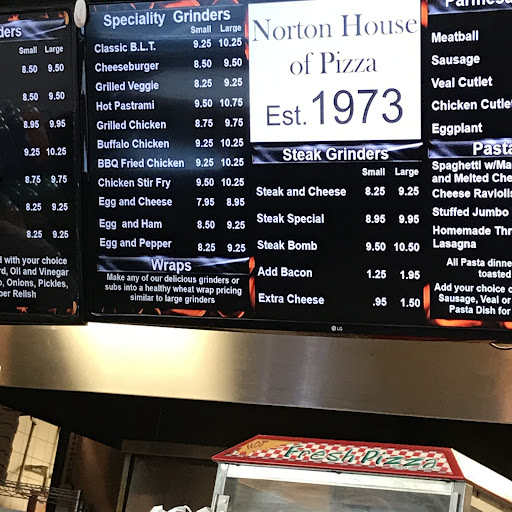 ders
Small Large
8.50 9.50
8.50 9.50
8.95 9.95
9.25 10.25
8.75 9.75
8.25 9.25
8.25 9.25
d with your choice
rd, Oil and Vinegar
o, Onions, Pickles,
per Relish
Speciality Grinders
Small Large
Classic B.L.T. 9.25 10.25
Cheeseburger 8.50 9.50
Grilled Veggie 8.25 9.25
Hot Pastrami 9.50 10.75
Grilled Chicken 8.75 9.75
Buffalo Chicken 9.25 10.25
BBQ Fried Chicken 9.25 10.25
Chicken Stir Fry 9.50 10.25
Egg and Cheese 7.95 8.95
Egg and Ham 8.50 9.25
Egg and Pepper 8.25 9.25
Wraps
Make any of our delicious grinders or
subs into a healthy wheat wrap pricing
similar to large grinders
Norton House
of Pizza
Est. 1973
Steak Grinders
Small Large
Steak and Cheese 8.25 9.25
Steak Special 8.95 9.95
Steak Bomb 9.50 10.50
Add Bacon 1.25 1.95
Extra Cheese .95 1.50
LG
Parmesa
Meatball
Sausage
Veal Cutlet
Chicken Cutle
Eggplant
Pasta
Spaghetti w/Ma
and Melted Che
Cheese Raviolis
Stuffed Jumbo
Homemade Thr
Lasagna
All Pasta dinne
toasted
Add your choice o
Sausage, Veal or
Pasta Dish for
HOT
Fresh Pizza